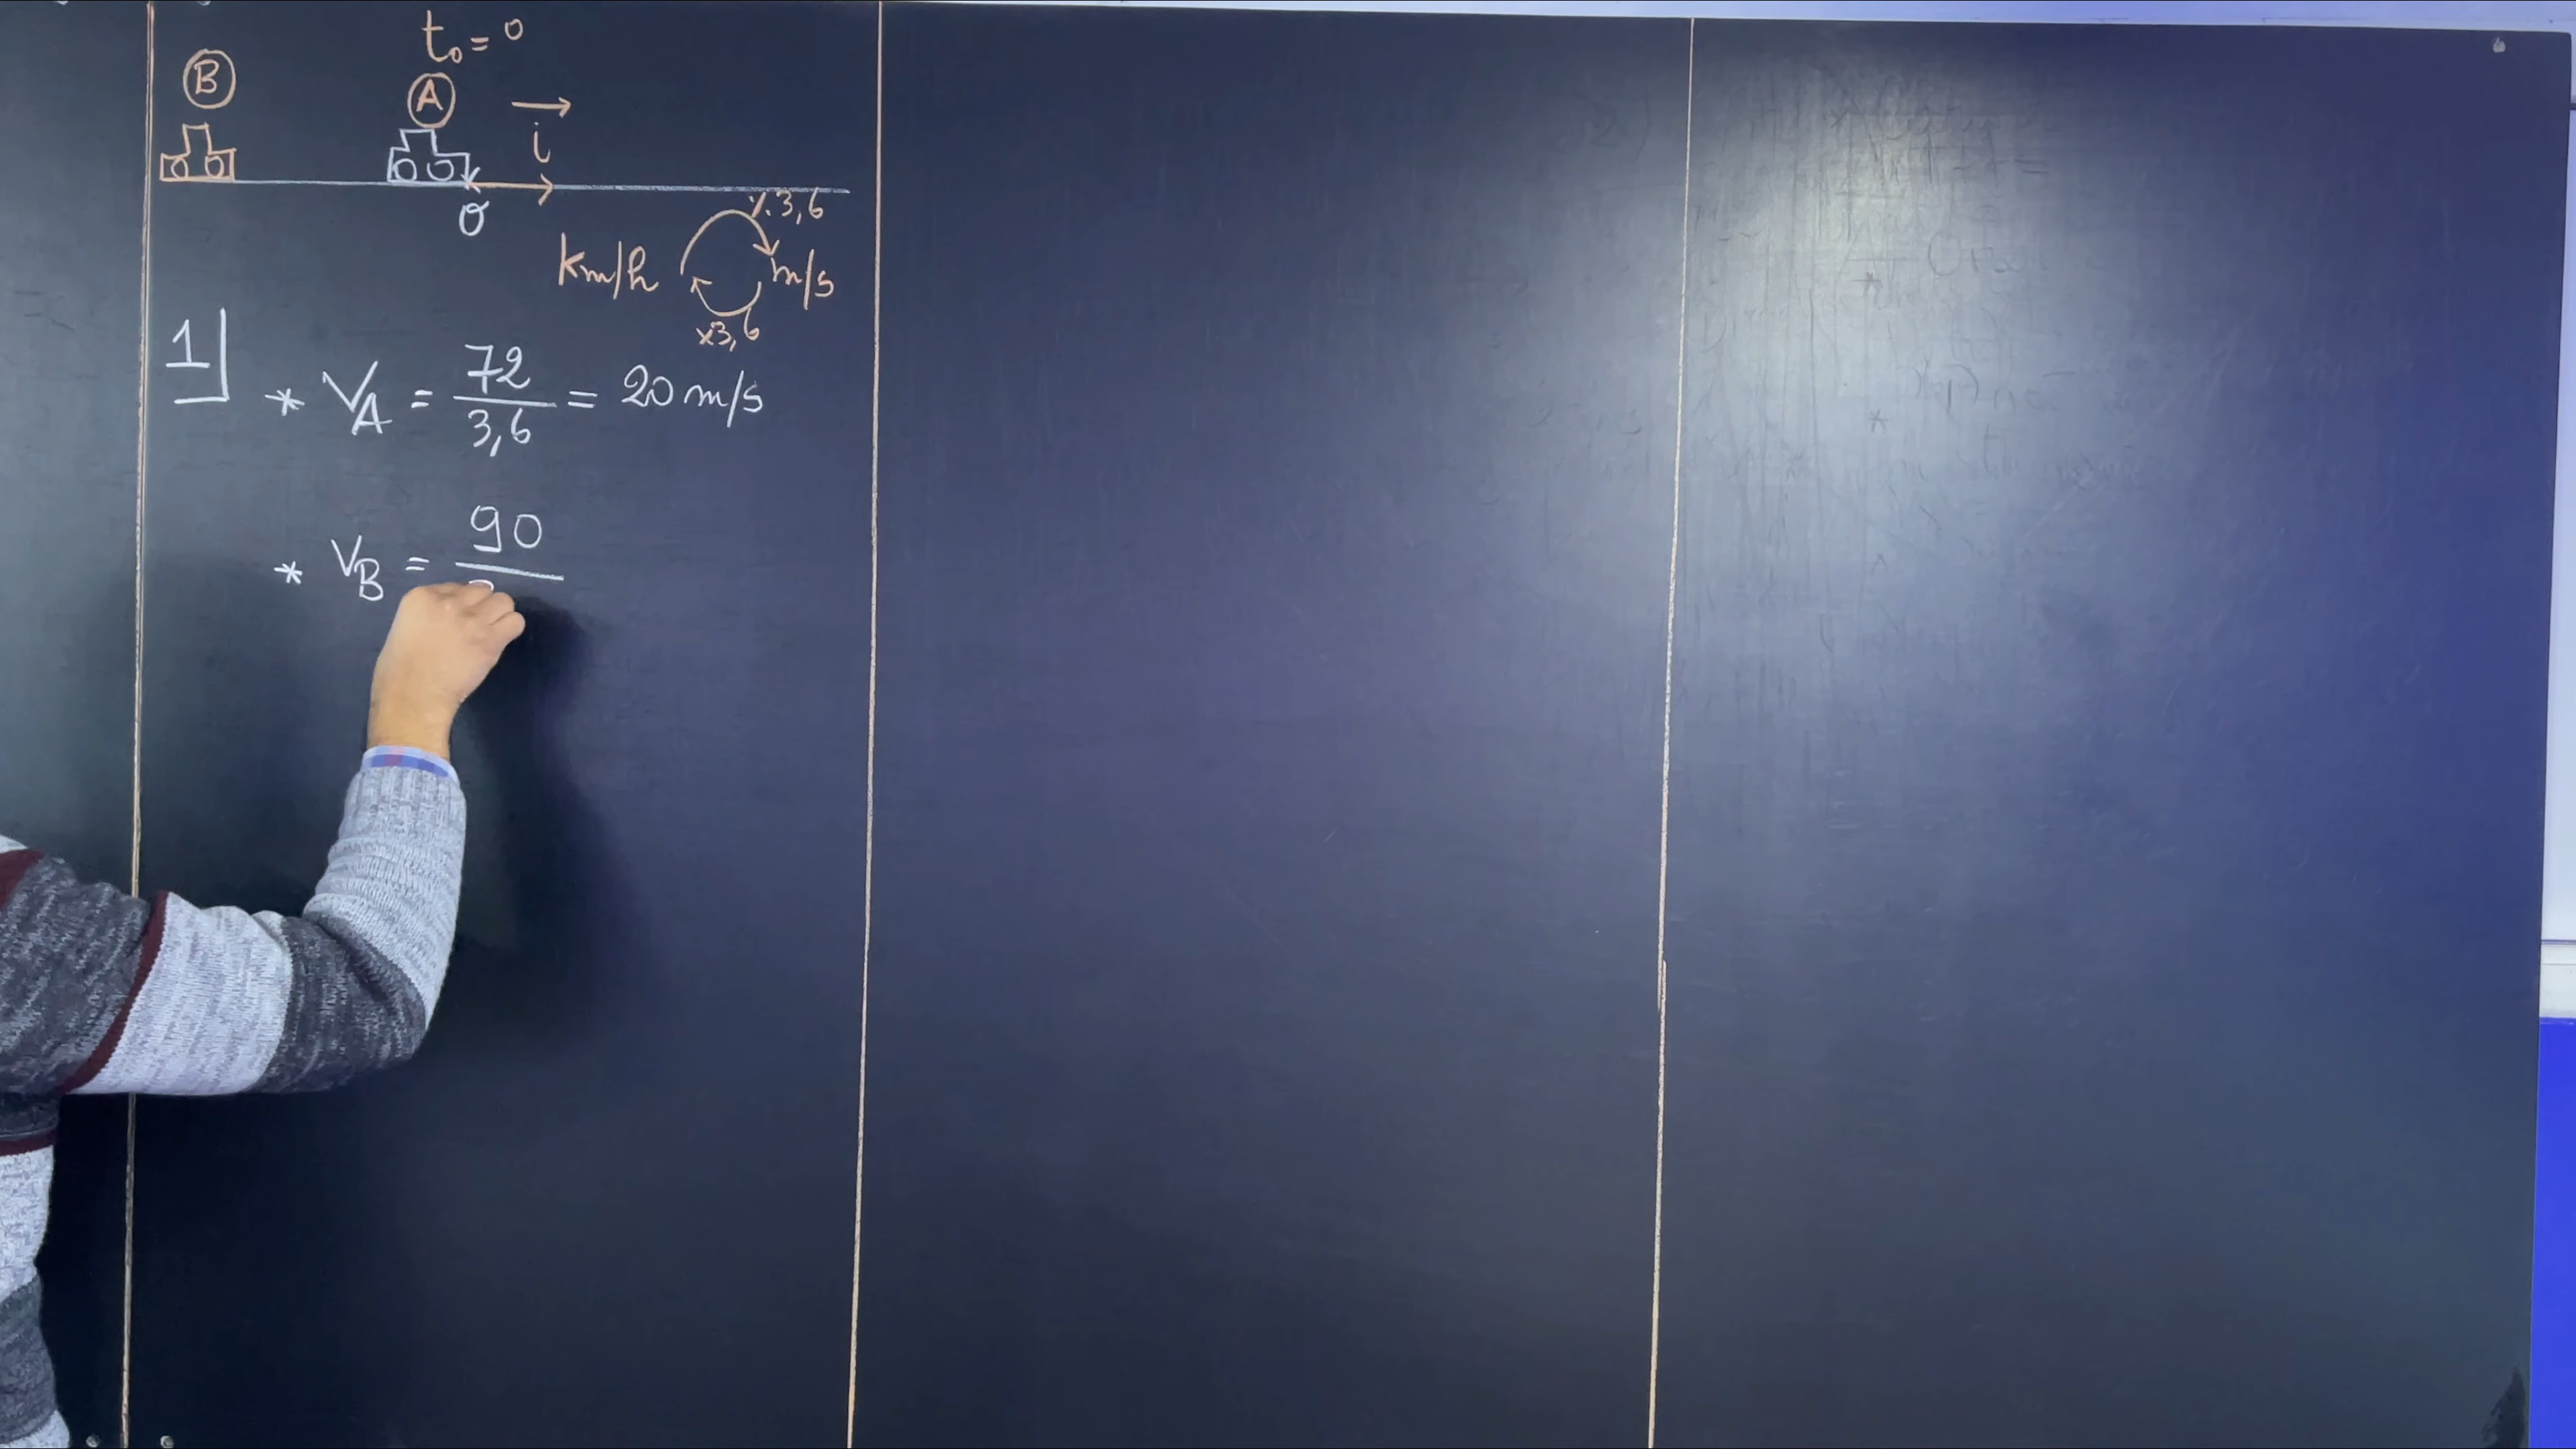 t₀ = 0
B A
i
O
⁒ 3,6
km/h m/s
x3,6
1
* V_A = 72/3,6 = 20 m/s
* V_B = 90/